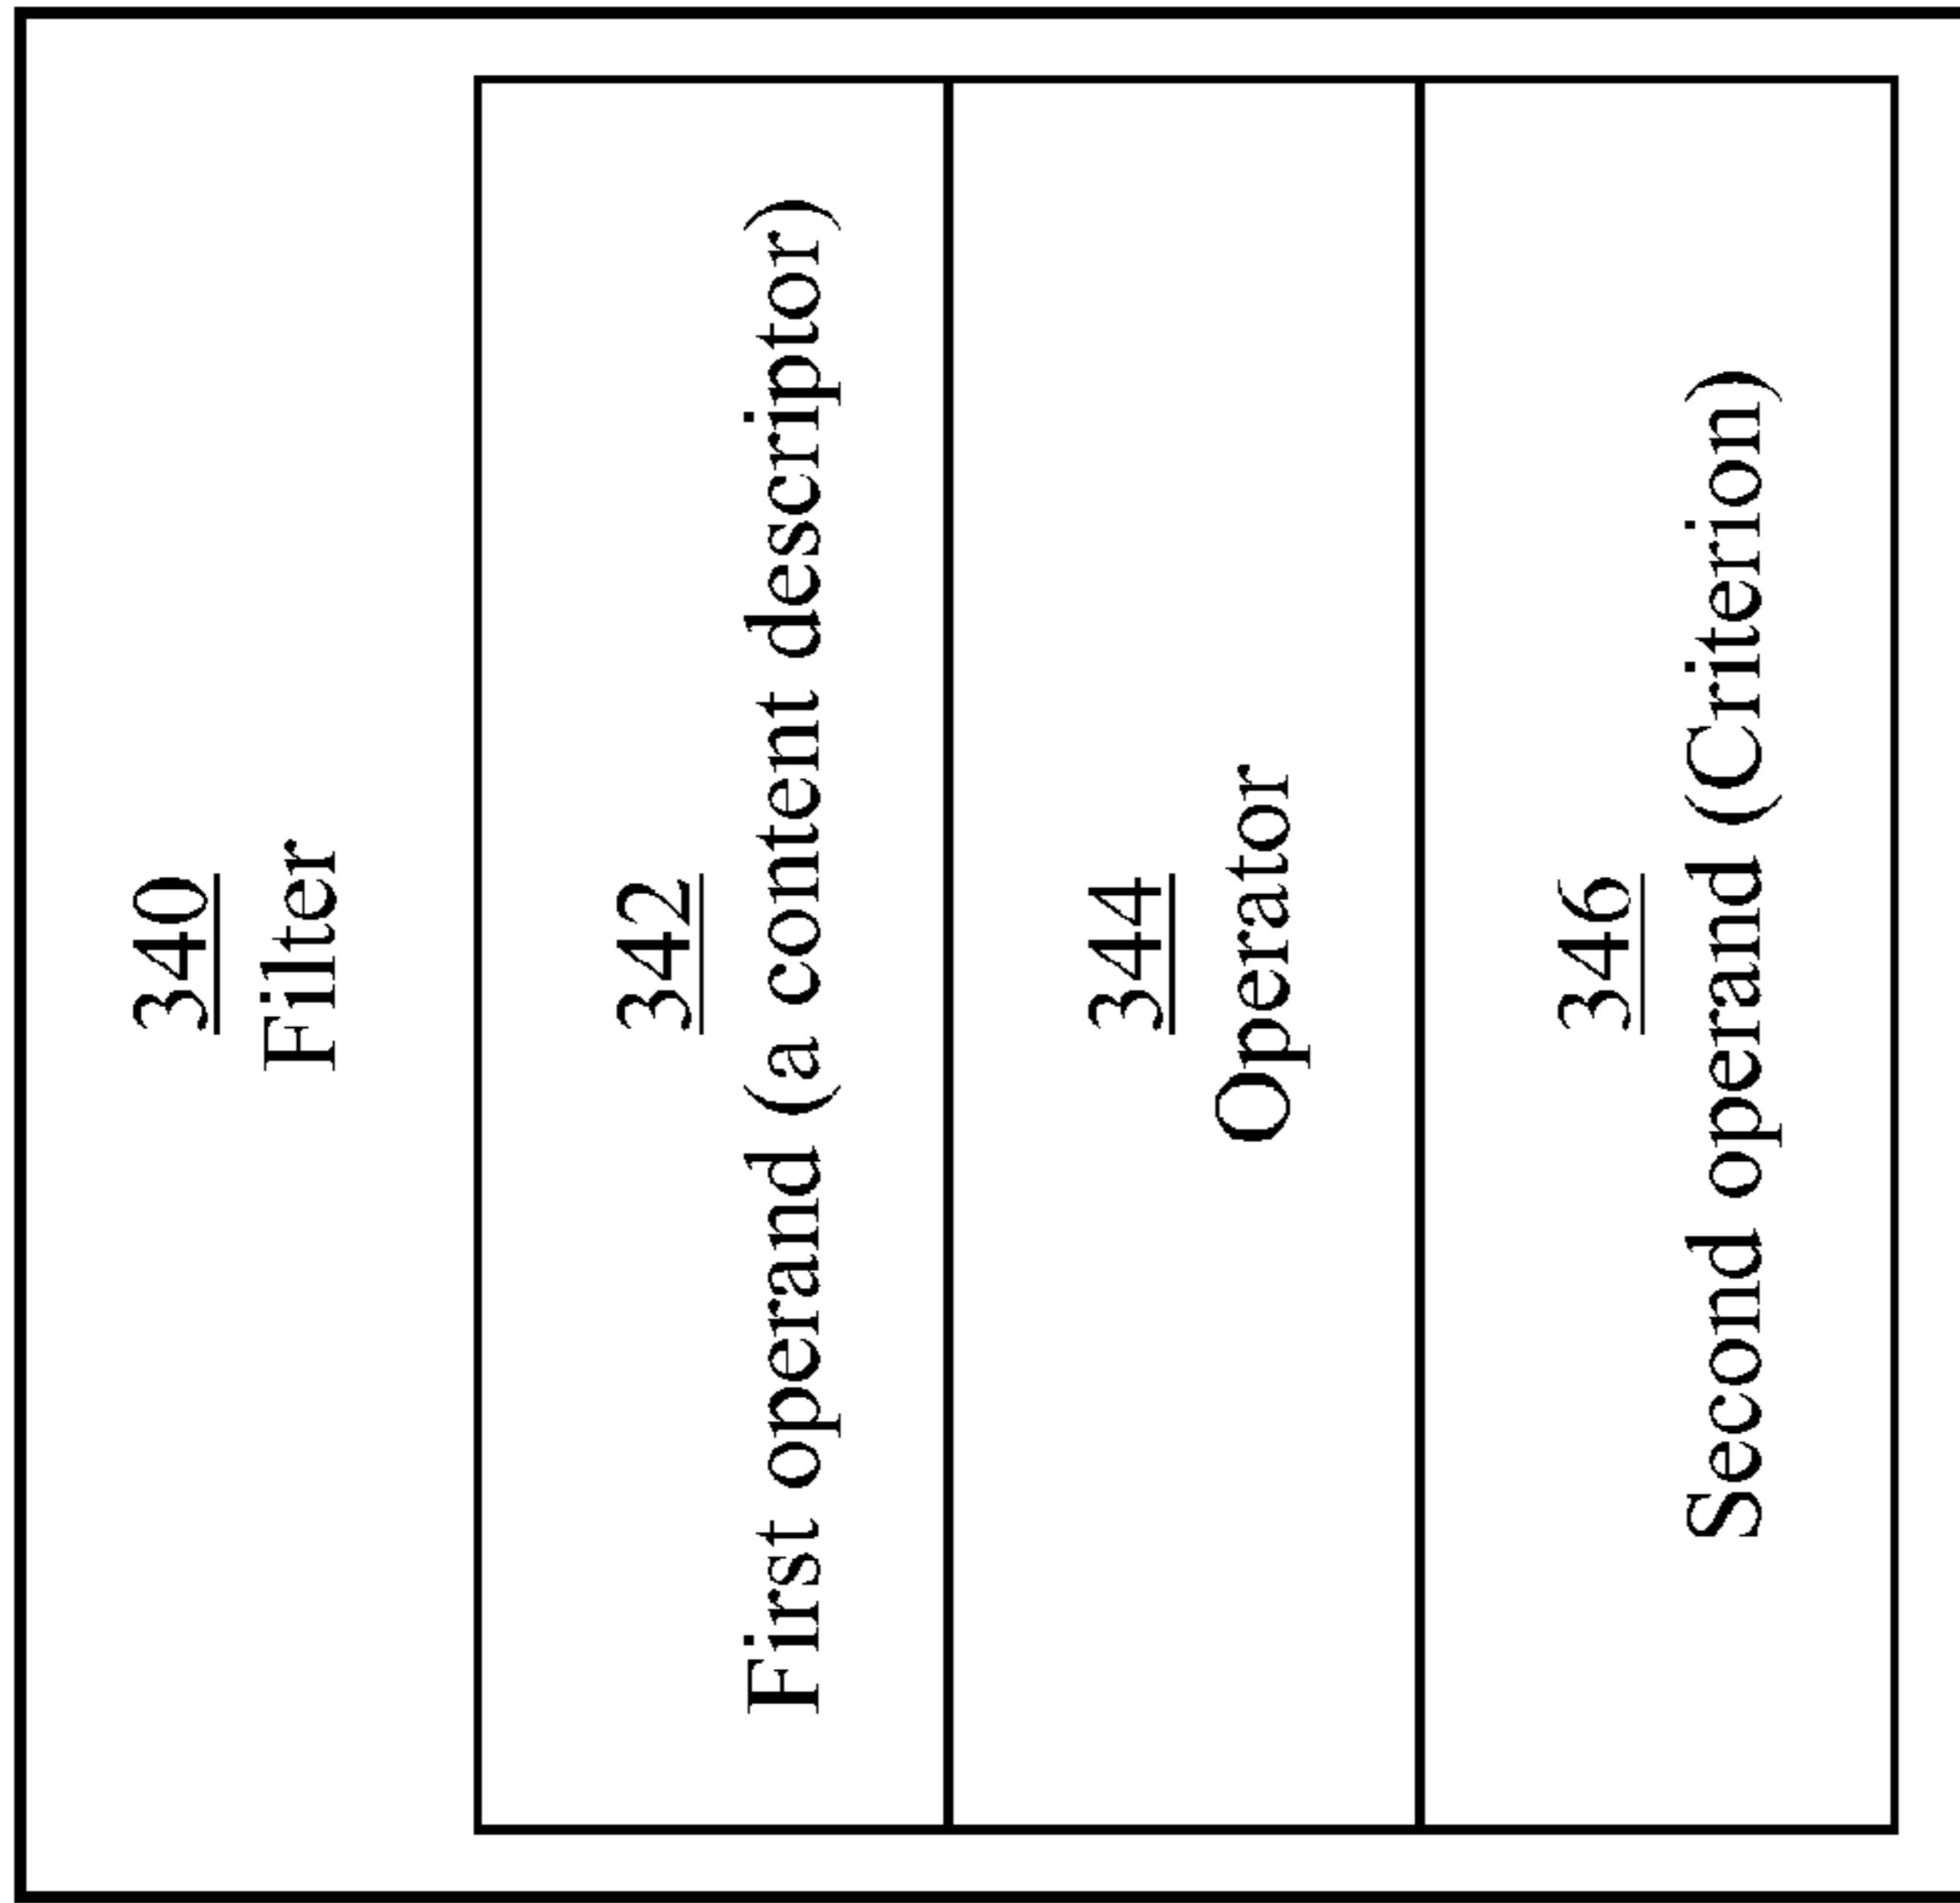 340
Filter
342
First operand (a content descriptor)
344
Operator
346
Second operand (Criterion)